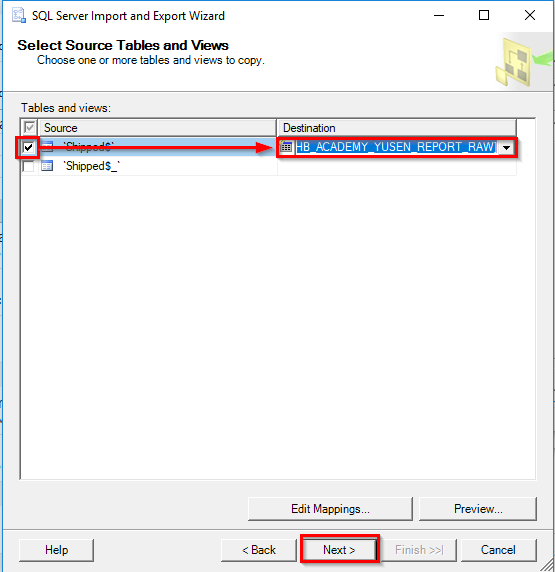 SQL Server Import and Export Wizard
Select Source Tables and Views
Choose one or more tables and views to copy.
Tables and views:
Source Destination
`Shipped$` HB_ACADEMY_YUSEN_REPORT_RAW
`Shipped$_`
Edit Mappings... Preview...
Help < Back Next > Finish >>| Cancel